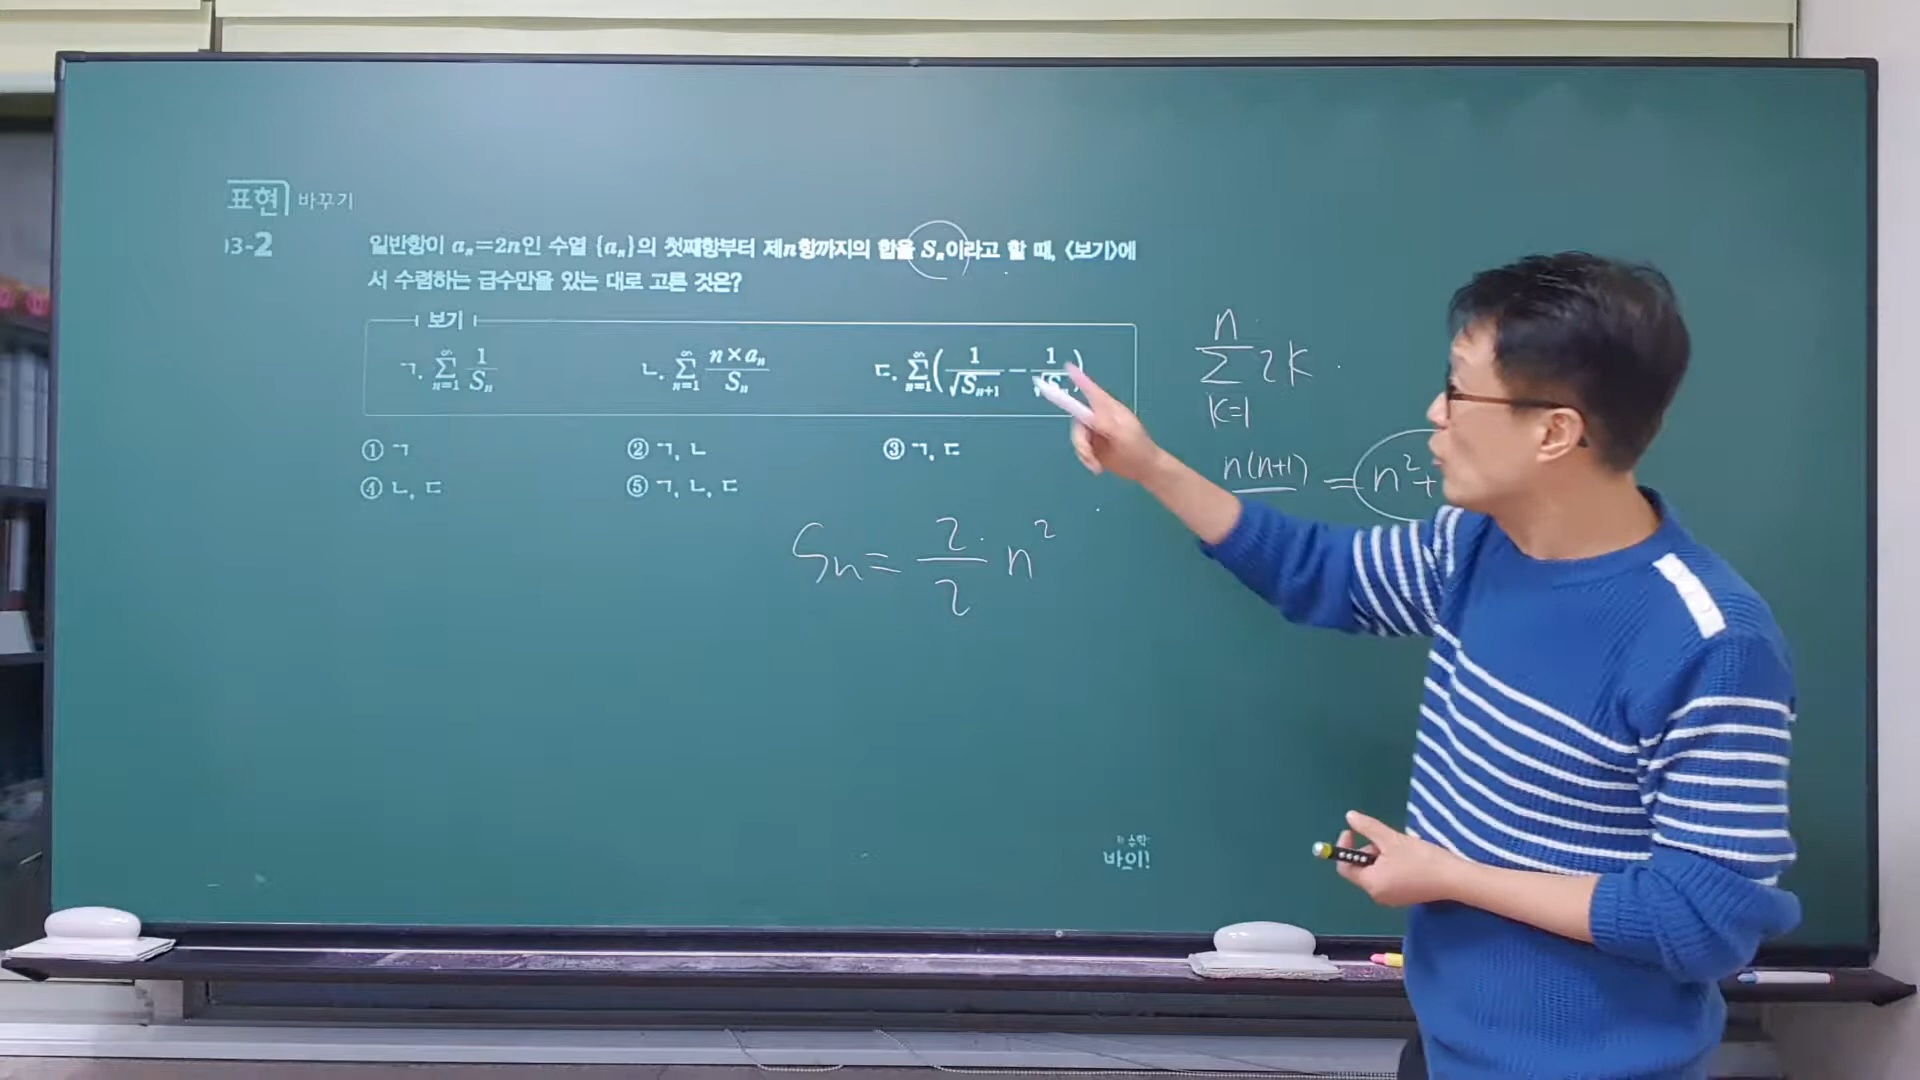 표현 바꾸기
03-2 일반항이 aₙ=2n인 수열 {aₙ}의 첫째항부터 제n항까지의 합을 Sₙ이라고 할 때, <보기>에
서 수렴하는 급수만을 있는 대로 고른 것은?
보기
ㄱ. ∑_{n=1}^{∞} 1/Sₙ ㄴ. ∑_{n=1}^{∞} (n×aₙ)/Sₙ ㄷ. ∑_{n=1}^{∞} (1/√Sₙ₊₁ − 1/√S
① ㄱ ② ㄱ, ㄴ ③ ㄱ, ㄷ
④ ㄴ, ㄷ ⑤ ㄱ, ㄴ, ㄷ
Sₙ= 2/2 n²
∑_{k=1}^{n} 2k
n(n+1) = n²+
수학
바이!